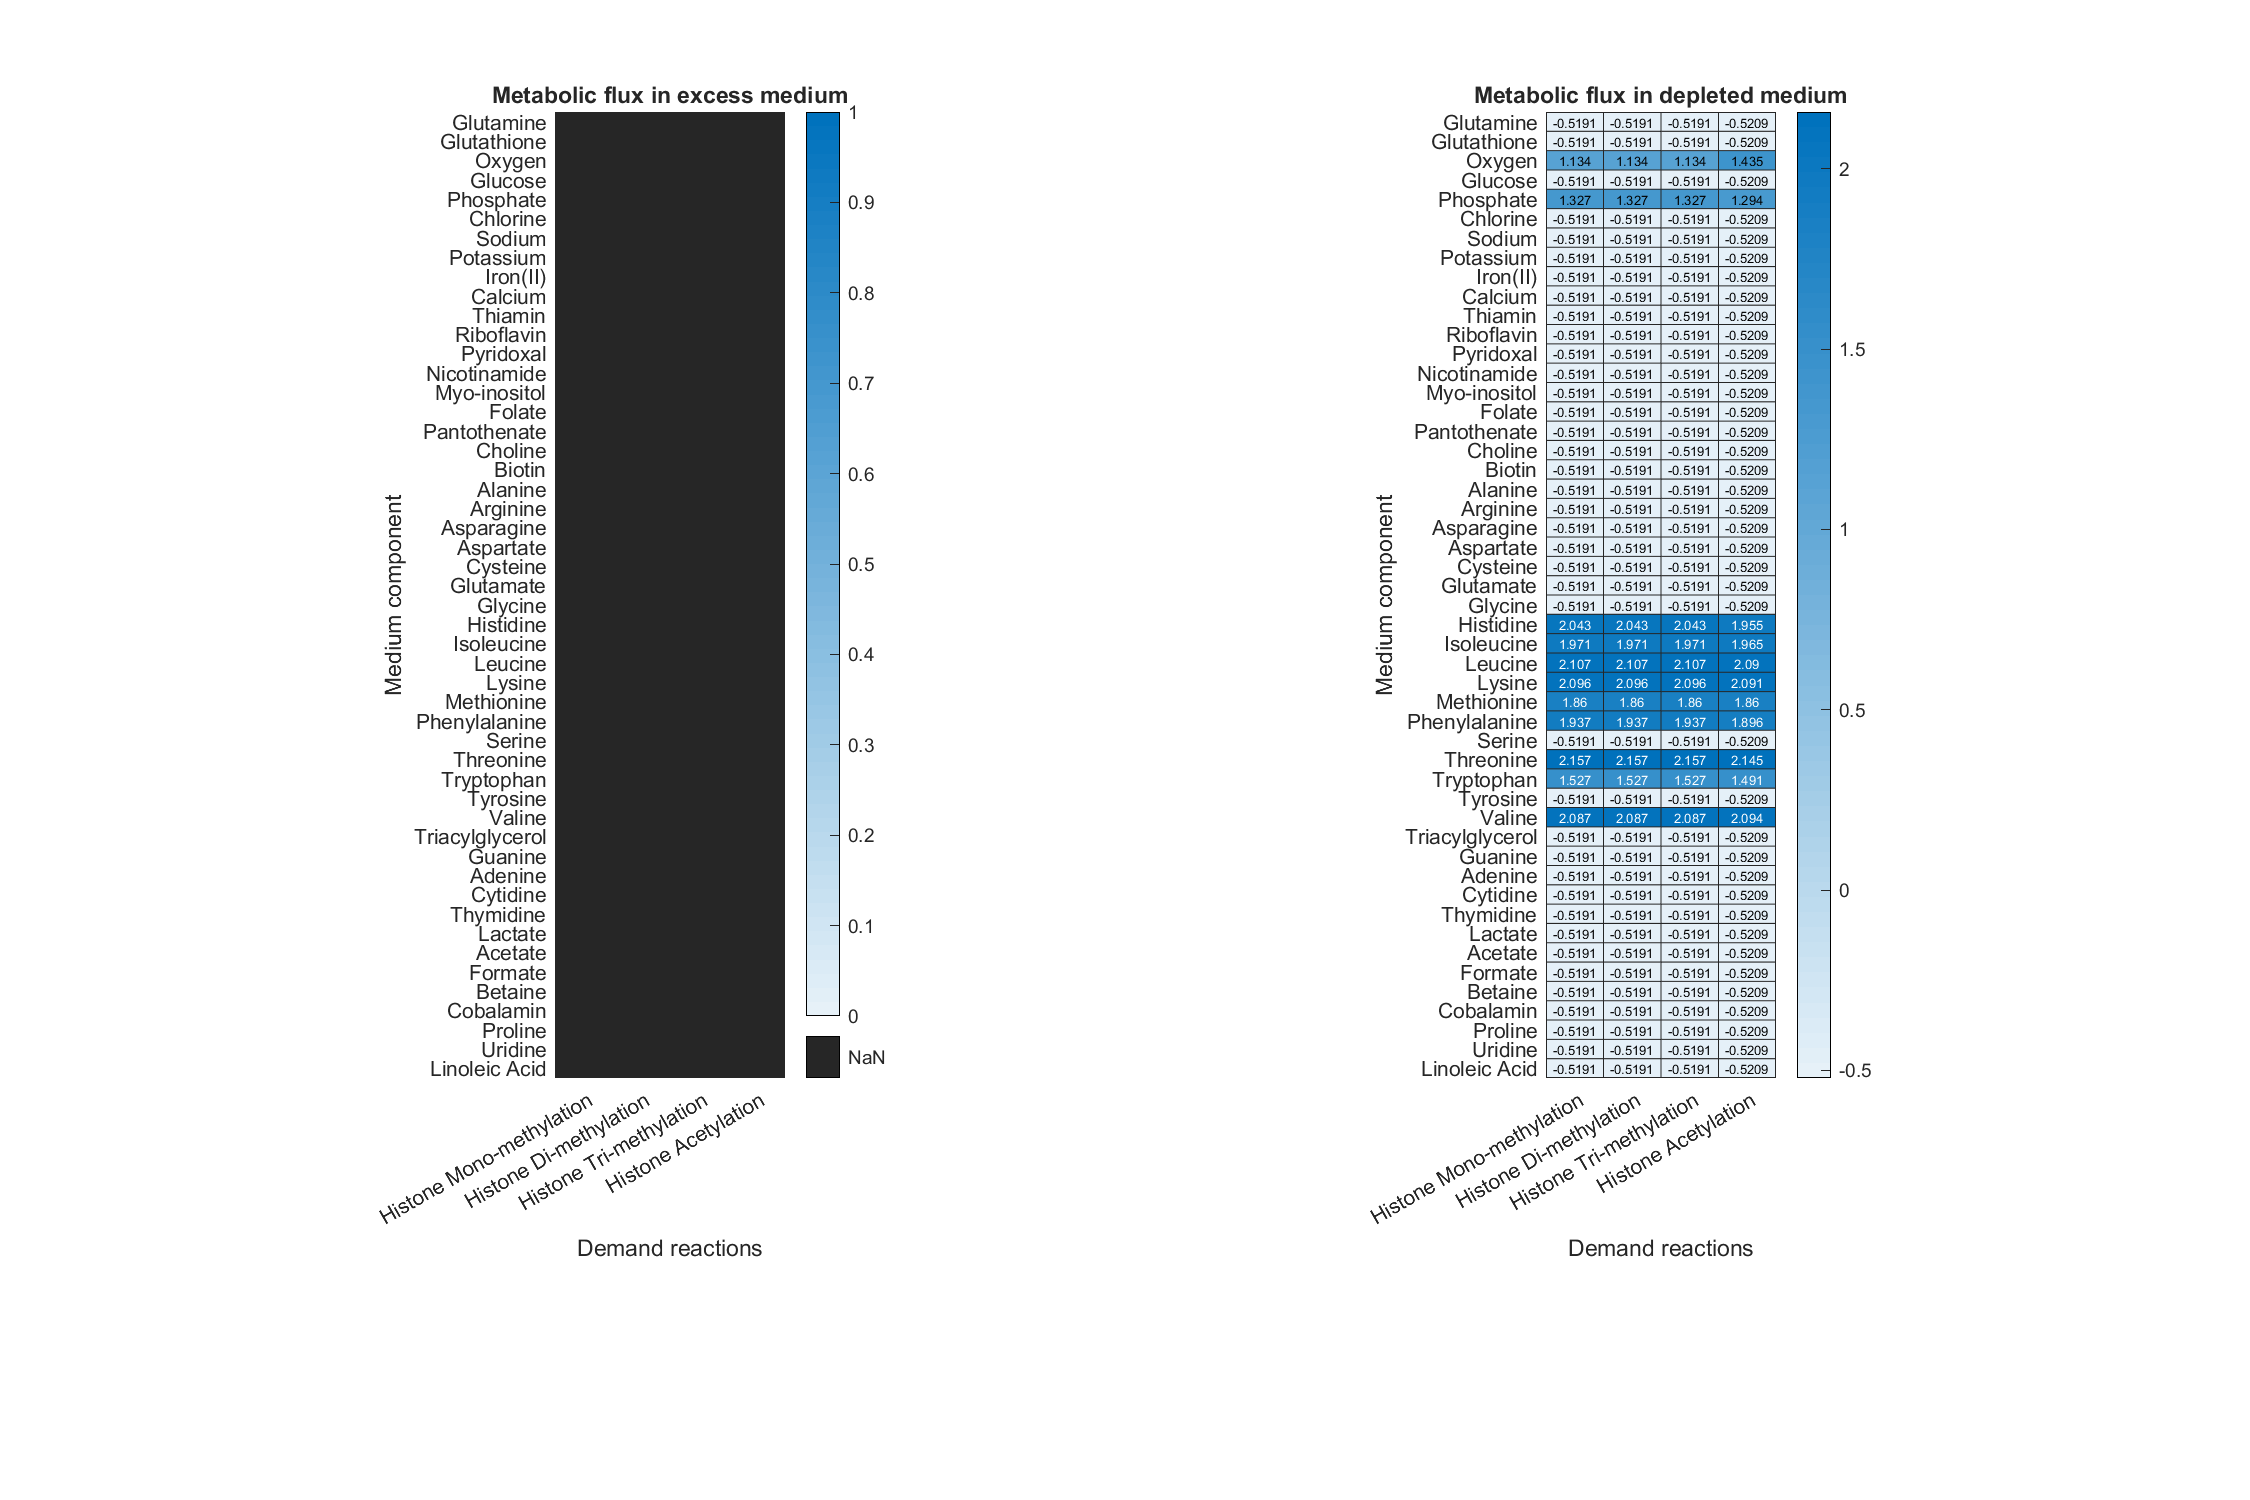 Metabolic flux in excess medium
Medium component
Glutamine
Glutathione
Oxygen
Glucose
Phosphate
Chlorine
Sodium
Potassium
Iron(II)
Calcium
Thiamin
Riboflavin
Pyridoxal
Nicotinamide
Myo-inositol
Folate
Pantothenate
Choline
Biotin
Alanine
Arginine
Asparagine
Aspartate
Cysteine
Glutamate
Glycine
Histidine
Isoleucine
Leucine
Lysine
Methionine
Phenylalanine
Serine
Threonine
Tryptophan
Tyrosine
Valine
Triacylglycerol
Guanine
Adenine
Cytidine
Thymidine
Lactate
Acetate
Formate
Betaine
Cobalamin
Proline
Uridine
Linoleic Acid
1
0.9
0.8
0.7
0.6
0.5
0.4
0.3
0.2
0.1
0
NaN
Histone Mono-methylation
Histone Di-methylation
Histone Tri-methylation
Histone Acetylation
Demand reactions
Metabolic flux in depleted medium
Medium component
Glutamine -0.5191 -0.5191 -0.5191 -0.5209
Glutathione -0.5191 -0.5191 -0.5191 -0.5209
Oxygen 1.134 1.134 1.134 1.435
Glucose -0.5191 -0.5191 -0.5191 -0.5209
Phosphate 1.327 1.327 1.327 1.294
Chlorine -0.5191 -0.5191 -0.5191 -0.5209
Sodium -0.5191 -0.5191 -0.5191 -0.5209
Potassium -0.5191 -0.5191 -0.5191 -0.5209
Iron(II) -0.5191 -0.5191 -0.5191 -0.5209
Calcium -0.5191 -0.5191 -0.5191 -0.5209
Thiamin -0.5191 -0.5191 -0.5191 -0.5209
Riboflavin -0.5191 -0.5191 -0.5191 -0.5209
Pyridoxal -0.5191 -0.5191 -0.5191 -0.5209
Nicotinamide -0.5191 -0.5191 -0.5191 -0.5209
Myo-inositol -0.5191 -0.5191 -0.5191 -0.5209
Folate -0.5191 -0.5191 -0.5191 -0.5209
Pantothenate -0.5191 -0.5191 -0.5191 -0.5209
Choline -0.5191 -0.5191 -0.5191 -0.5209
Biotin -0.5191 -0.5191 -0.5191 -0.5209
Alanine -0.5191 -0.5191 -0.5191 -0.5209
Arginine -0.5191 -0.5191 -0.5191 -0.5209
Asparagine -0.5191 -0.5191 -0.5191 -0.5209
Aspartate -0.5191 -0.5191 -0.5191 -0.5209
Cysteine -0.5191 -0.5191 -0.5191 -0.5209
Glutamate -0.5191 -0.5191 -0.5191 -0.5209
Glycine -0.5191 -0.5191 -0.5191 -0.5209
Histidine 2.043 2.043 2.043 1.955
Isoleucine 1.971 1.971 1.971 1.965
Leucine 2.107 2.107 2.107 2.09
Lysine 2.096 2.096 2.096 2.091
Methionine 1.86 1.86 1.86 1.86
Phenylalanine 1.937 1.937 1.937 1.896
Serine -0.5191 -0.5191 -0.5191 -0.5209
Threonine 2.157 2.157 2.157 2.145
Tryptophan 1.527 1.527 1.527 1.491
Tyrosine -0.5191 -0.5191 -0.5191 -0.5209
Valine 2.087 2.087 2.087 2.094
Triacylglycerol -0.5191 -0.5191 -0.5191 -0.5209
Guanine -0.5191 -0.5191 -0.5191 -0.5209
Adenine -0.5191 -0.5191 -0.5191 -0.5209
Cytidine -0.5191 -0.5191 -0.5191 -0.5209
Thymidine -0.5191 -0.5191 -0.5191 -0.5209
Lactate -0.5191 -0.5191 -0.5191 -0.5209
Acetate -0.5191 -0.5191 -0.5191 -0.5209
Formate -0.5191 -0.5191 -0.5191 -0.5209
Betaine -0.5191 -0.5191 -0.5191 -0.5209
Cobalamin -0.5191 -0.5191 -0.5191 -0.5209
Proline -0.5191 -0.5191 -0.5191 -0.5209
Uridine -0.5191 -0.5191 -0.5191 -0.5209
Linoleic Acid -0.5191 -0.5191 -0.5191 -0.5209
2
1.5
1
0.5
0
-0.5
Histone Mono-methylation
Histone Di-methylation
Histone Tri-methylation
Histone Acetylation
Demand reactions